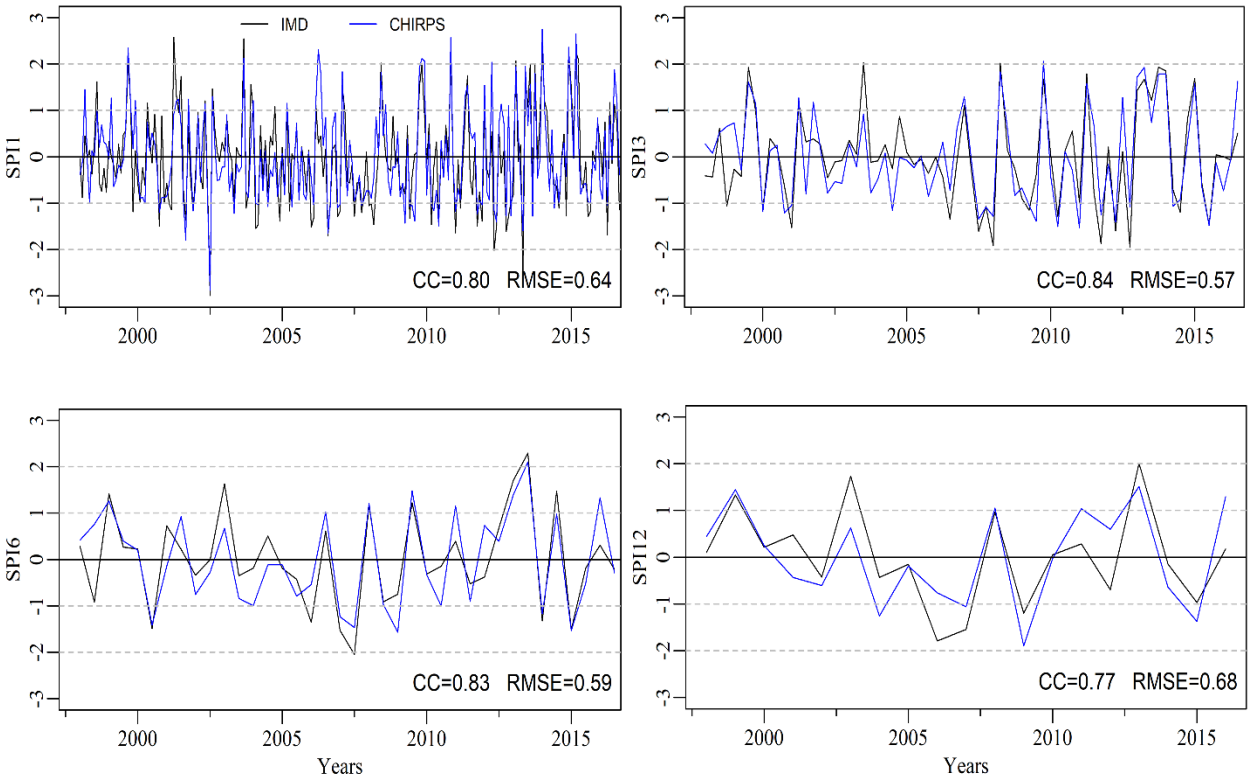 IMD CHIRPS
SPI1
3
2
1
0
-1
-2
-3
CC=0.80 RMSE=0.64
2000 2005 2010 2015
SPI3
3
2
1
0
-1
-2
-3
CC=0.84 RMSE=0.57
2000 2005 2010 2015
SPI6
3
2
1
0
-1
-2
-3
CC=0.83 RMSE=0.59
2000 2005 2010 2015
Years
SPI12
3
2
1
0
-1
-2
-3
CC=0.77 RMSE=0.68
2000 2005 2010 2015
Years